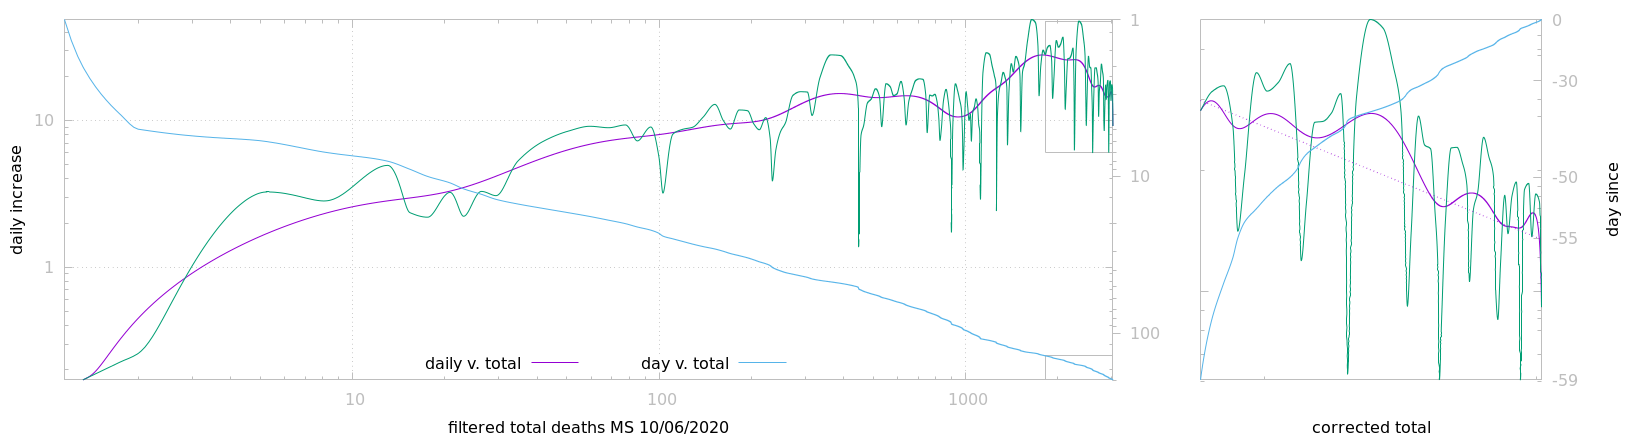 daily increase
10
1
daily v. total
day v. total
10
100
1000
filtered total deaths MS 10/06/2020
1
10
100
0
-30
-50
-55
-59
day since
corrected total